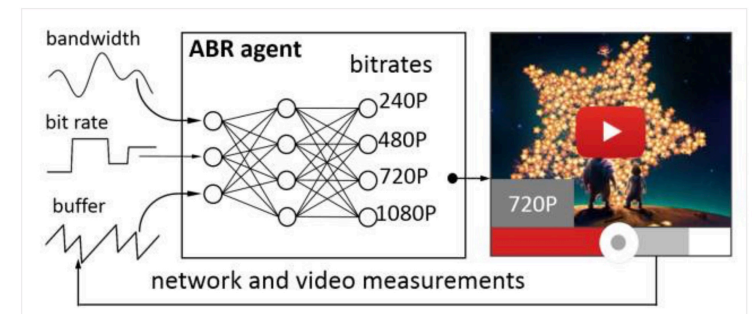 bandwidth
ABR agent
bitrates
240P
bit rate
480P
720P
buffer
1080P
720P
network and video measurements